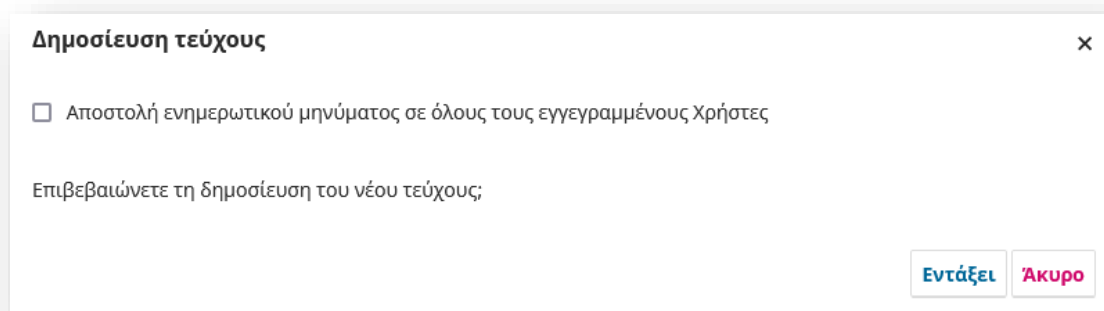 Δημοσίευση τεύχους
Αποστολή ενημερωτικού μηνύματος σε όλους τους εγγεγραμμένους Χρήστες
Επιβεβαιώνετε τη δημοσίευση του νέου τεύχους;
Εντάξει Άκυρο